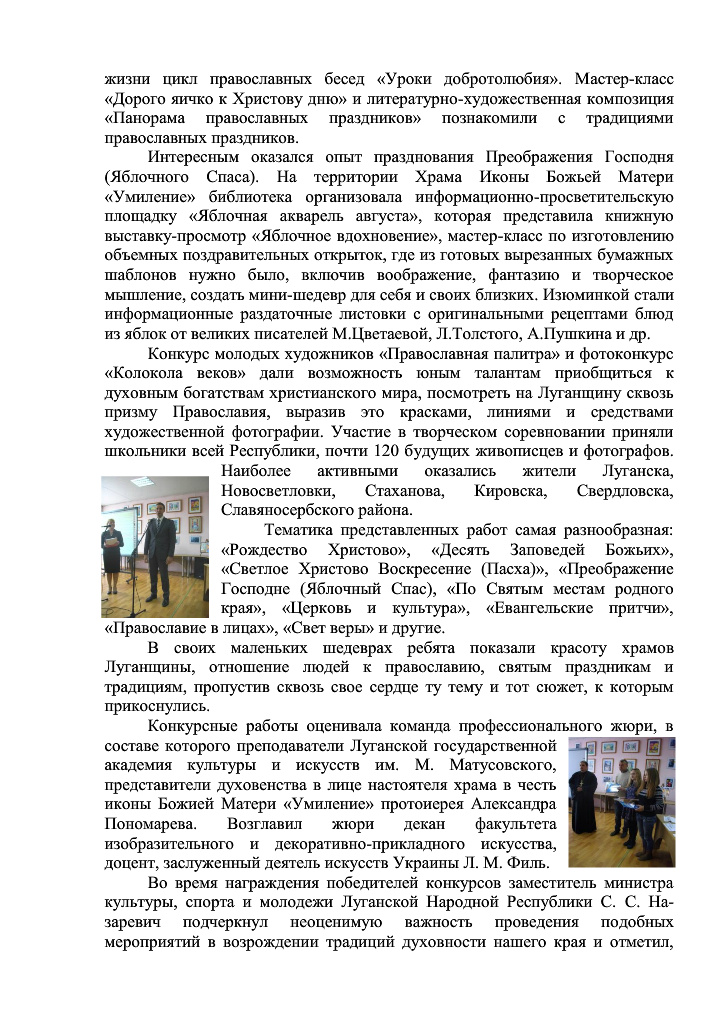 жизни цикл православных бесед «Уроки добротолюбия». Мастер-класс
«Дорого яичко к Христову дню» и литературно-художественная композиция
«Панорама православных праздников» познакомили с традициями
православных праздников.
Интересным оказался опыт празднования Преображения Господня
(Яблочного Спаса). На территории Храма Иконы Божьей Матери
«Умиление» библиотека организовала информационно-просветительскую
площадку «Яблочная акварель августа», которая представила книжную
выставку-просмотр «Яблочное вдохновение», мастер-класс по изготовлению
объемных поздравительных открыток, где из готовых вырезанных бумажных
шаблонов нужно было, включив воображение, фантазию и творческое
мышление, создать мини-шедевр для себя и своих близких. Изюминкой стали
информационные раздаточные листовки с оригинальными рецептами блюд
из яблок от великих писателей М.Цветаевой, Л.Толстого, А.Пушкина и др.
Конкурс молодых художников «Православная палитра» и фотоконкурс
«Колокола веков» дали возможность юным талантам приобщиться к
духовным богатствам христианского мира, посмотреть на Луганщину сквозь
призму Православия, выразив это красками, линиями и средствами
художественной фотографии. Участие в творческом соревновании приняли
школьники всей Республики, почти 120 будущих живописцев и фотографов.
Наиболее активными оказались жители Луганска,
Новосветловки, Стаханова, Кировска, Свердловска,
Славяносербского района.
Тематика представленных работ самая разнообразная:
«Рождество Христово», «Десять Заповедей Божьих»,
«Светлое Христово Воскресение (Пасха)», «Преображение
Господне (Яблочный Спас), «По Святым местам родного
края», «Церковь и культура», «Евангельские притчи»,
«Православие в лицах», «Свет веры» и другие.
В своих маленьких шедеврах ребята показали красоту храмов
Луганщины, отношение людей к православию, святым праздникам и
традициям, пропустив сквозь свое сердце ту тему и тот сюжет, к которым
прикоснулись.
Конкурсные работы оценивала команда профессионального жюри, в
составе которого преподаватели Луганской государственной
академия культуры и искусств им. М. Матусовского,
представители духовенства в лице настоятеля храма в честь
иконы Божией Матери «Умиление» протоиерея Александра
Пономарева. Возглавил жюри декан факультета
изобразительного и декоративно-прикладного искусства,
доцент, заслуженный деятель искусств Украины Л. М. Филь.
Во время награждения победителей конкурсов заместитель министра
культуры, спорта и молодежи Луганской Народной Республики С. С. На-
заревич подчеркнул неоценимую важность проведения подобных
мероприятий в возрождении традиций духовности нашего края и отметил,